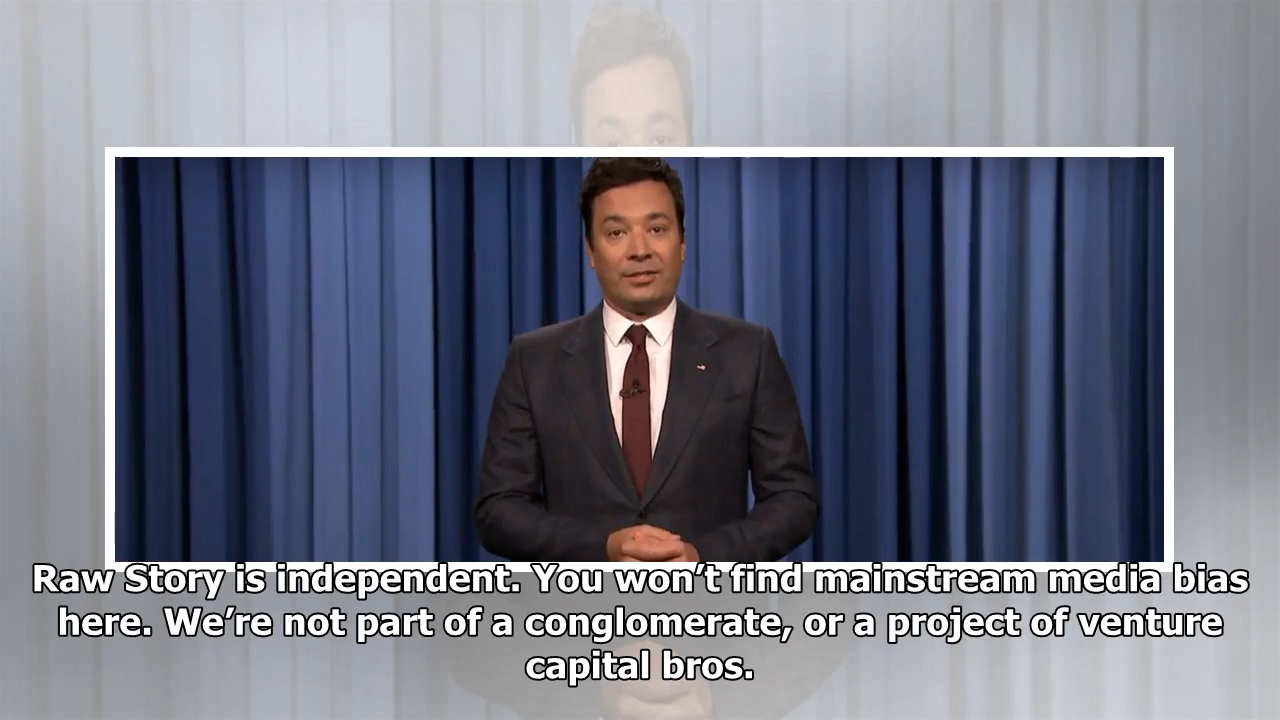 Raw Story is independent. You won’t find mainstream media bias
here. We’re not part of a conglomerate, or a project of venture
capital bros.